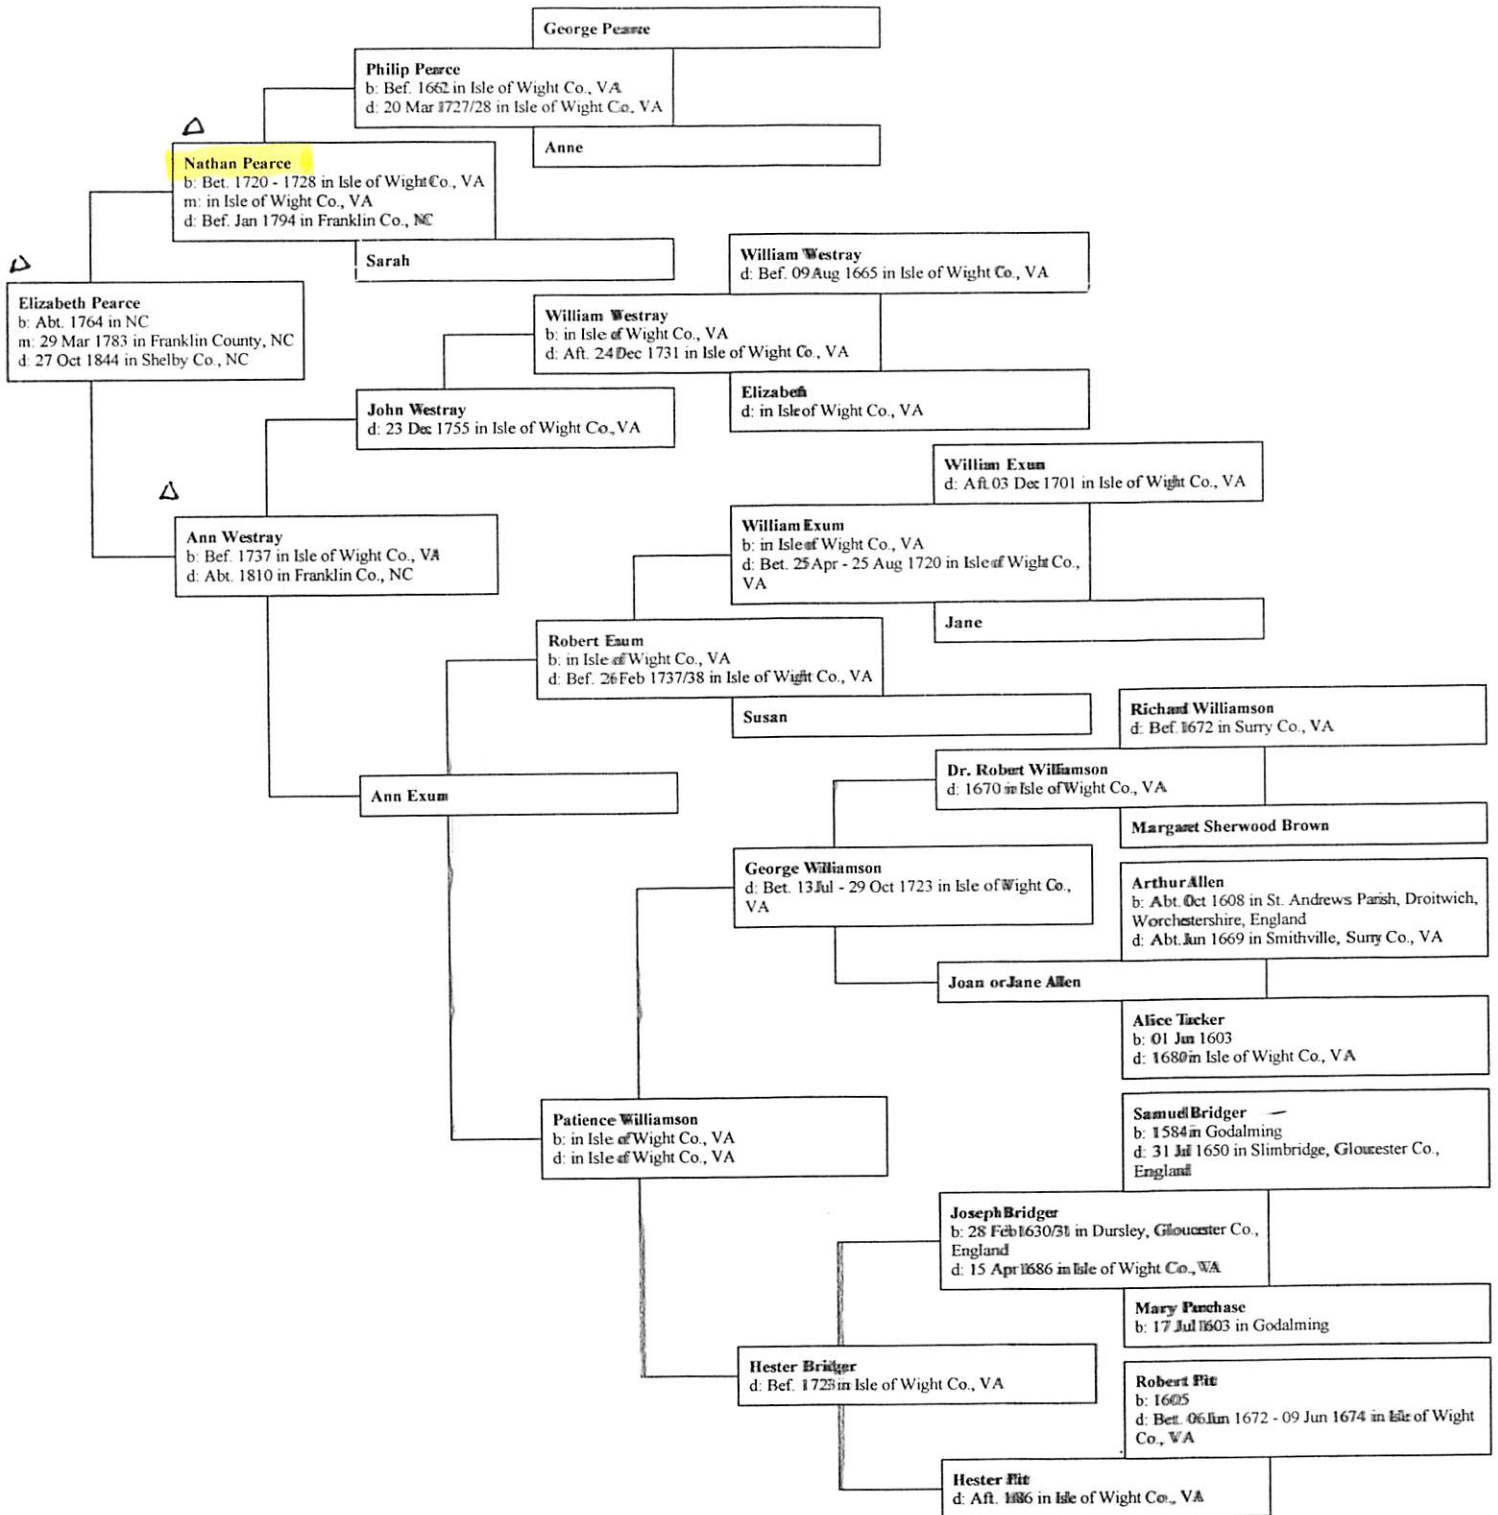 George Pearce
Philip Pearce
b: Bef. 1662 in Isle of Wight Co., VA
d: 20 Mar 1727/28 in Isle of Wight Co., VA
Anne
Nathan Pearce
b: Bet. 1720 - 1728 in Isle of Wight Co., VA
m: in Isle of Wight Co., VA
d: Bef. Jan 1794 in Franklin Co., NC
Sarah
Elizabeth Pearce
b: Abt. 1764 in NC
m: 29 Mar 1783 in Franklin County, NC
d: 27 Oct 1844 in Shelby Co., NC
William Westray
d: Bef. 09 Aug 1665 in Isle of Wight Co., VA
William Westray
b: in Isle of Wight Co., VA
d: Aft. 24 Dec 1731 in Isle of Wight Co., VA
Elizabeth
d: in Isle of Wight Co., VA
John Westray
d: 23 Dec 1755 in Isle of Wight Co., VA
Ann Westray
b: Bef. 1737 in Isle of Wight Co., VA
d: Abt. 1810 in Franklin Co., NC
William Exum
d: Aft. 03 Dec 1701 in Isle of Wight Co., VA
William Exum
b: in Isle of Wight Co., VA
d: Bet. 25 Apr - 25 Aug 1720 in Isle of Wight Co.,
VA
Jane
Robert Exum
b: in Isle of Wight Co., VA
d: Bef. 26 Feb 1737/38 in Isle of Wight Co., VA
Susan
Ann Exum
Richard Williamson
d: Bef. 1672 in Surry Co., VA
Dr. Robert Williamson
d: 1670 in Isle of Wight Co., VA
Margaret Sherwood Brown
George Williamson
d: Bet. 13 Jul - 29 Oct 1723 in Isle of Wight Co.,
VA
Arthur Allen
b: Abt. Oct 1608 in St. Andrews Parish, Droitwich,
Worchestershire, England
d: Abt. Jun 1669 in Smithville, Surry Co., VA
Joan or Jane Allen
Alice Tucker
b: 01 Jun 1603
d: 1680 in Isle of Wight Co., VA
Patience Williamson
b: in Isle of Wight Co., VA
d: in Isle of Wight Co., VA
Samuel Bridger
b: 1584 in Godalming
d: 31 Jul 1650 in Slimbridge, Gloucester Co.,
England
Joseph Bridger
b: 28 Feb 1630/31 in Dursley, Gloucester Co.,
England
d: 15 Apr 1686 in Isle of Wight Co., VA
Mary Purchase
b: 17 Jul 1603 in Godalming
Hester Bridger
d: Bef. 1723 in Isle of Wight Co., VA
Robert Pitt
b: 1605
d: Bet. 06 Jun 1672 - 09 Jun 1674 in Isle of Wight
Co., VA
Hester Pitt
d: Aft. 1686 in Isle of Wight Co., VA